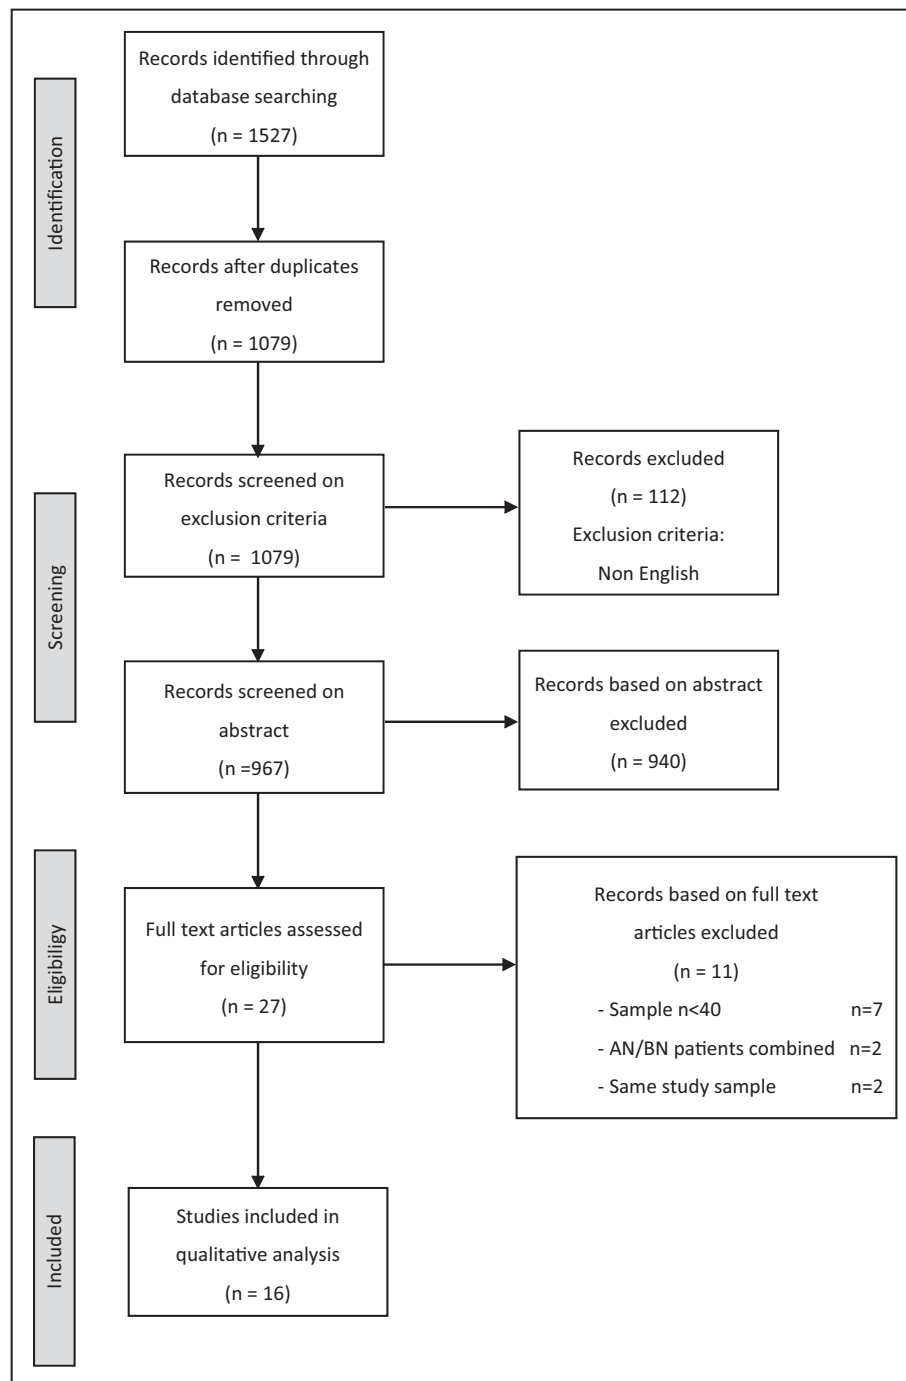 Identification
Records identified through
database searching
(n = 1527)
Records after duplicates
removed
(n = 1079)
Screening
Records screened on
exclusion criteria
(n =  1079)
Records excluded
(n = 112)
Exclusion criteria:
Non English
Records screened on
abstract
(n =967)
Records based on abstract
excluded
(n = 940)
Eligibiligy
Full text articles assessed
for eligibility
(n = 27)
Records based on full text
articles excluded
(n = 11)
- Sample n<40 n=7
- AN/BN patients combined n=2
- Same study sample n=2
Included
Studies included in
qualitative analysis
(n = 16)